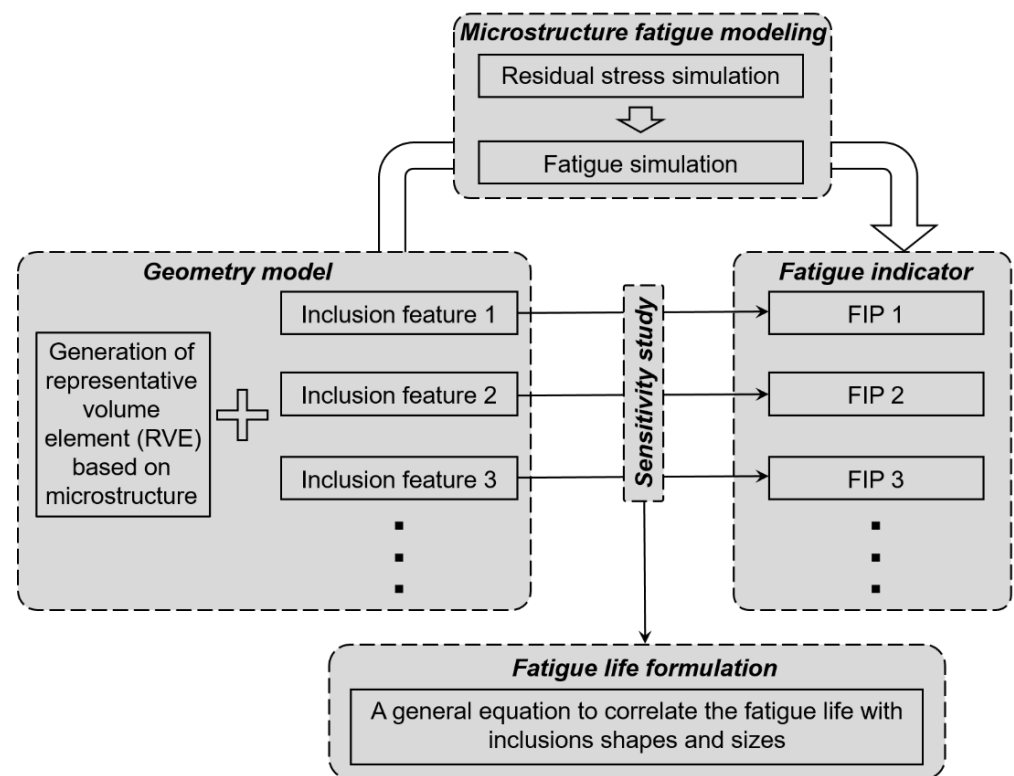 Microstructure fatigue modeling
Residual stress simulation
Fatigue simulation
Geometry model
Generation of
representative
volume
element (RVE)
based on
microstructure
Inclusion feature 1
Inclusion feature 2
Inclusion feature 3
Sensitivity study
Fatigue indicator
FIP 1
FIP 2
FIP 3
Fatigue life formulation
A general equation to correlate the fatigue life with
inclusions shapes and sizes